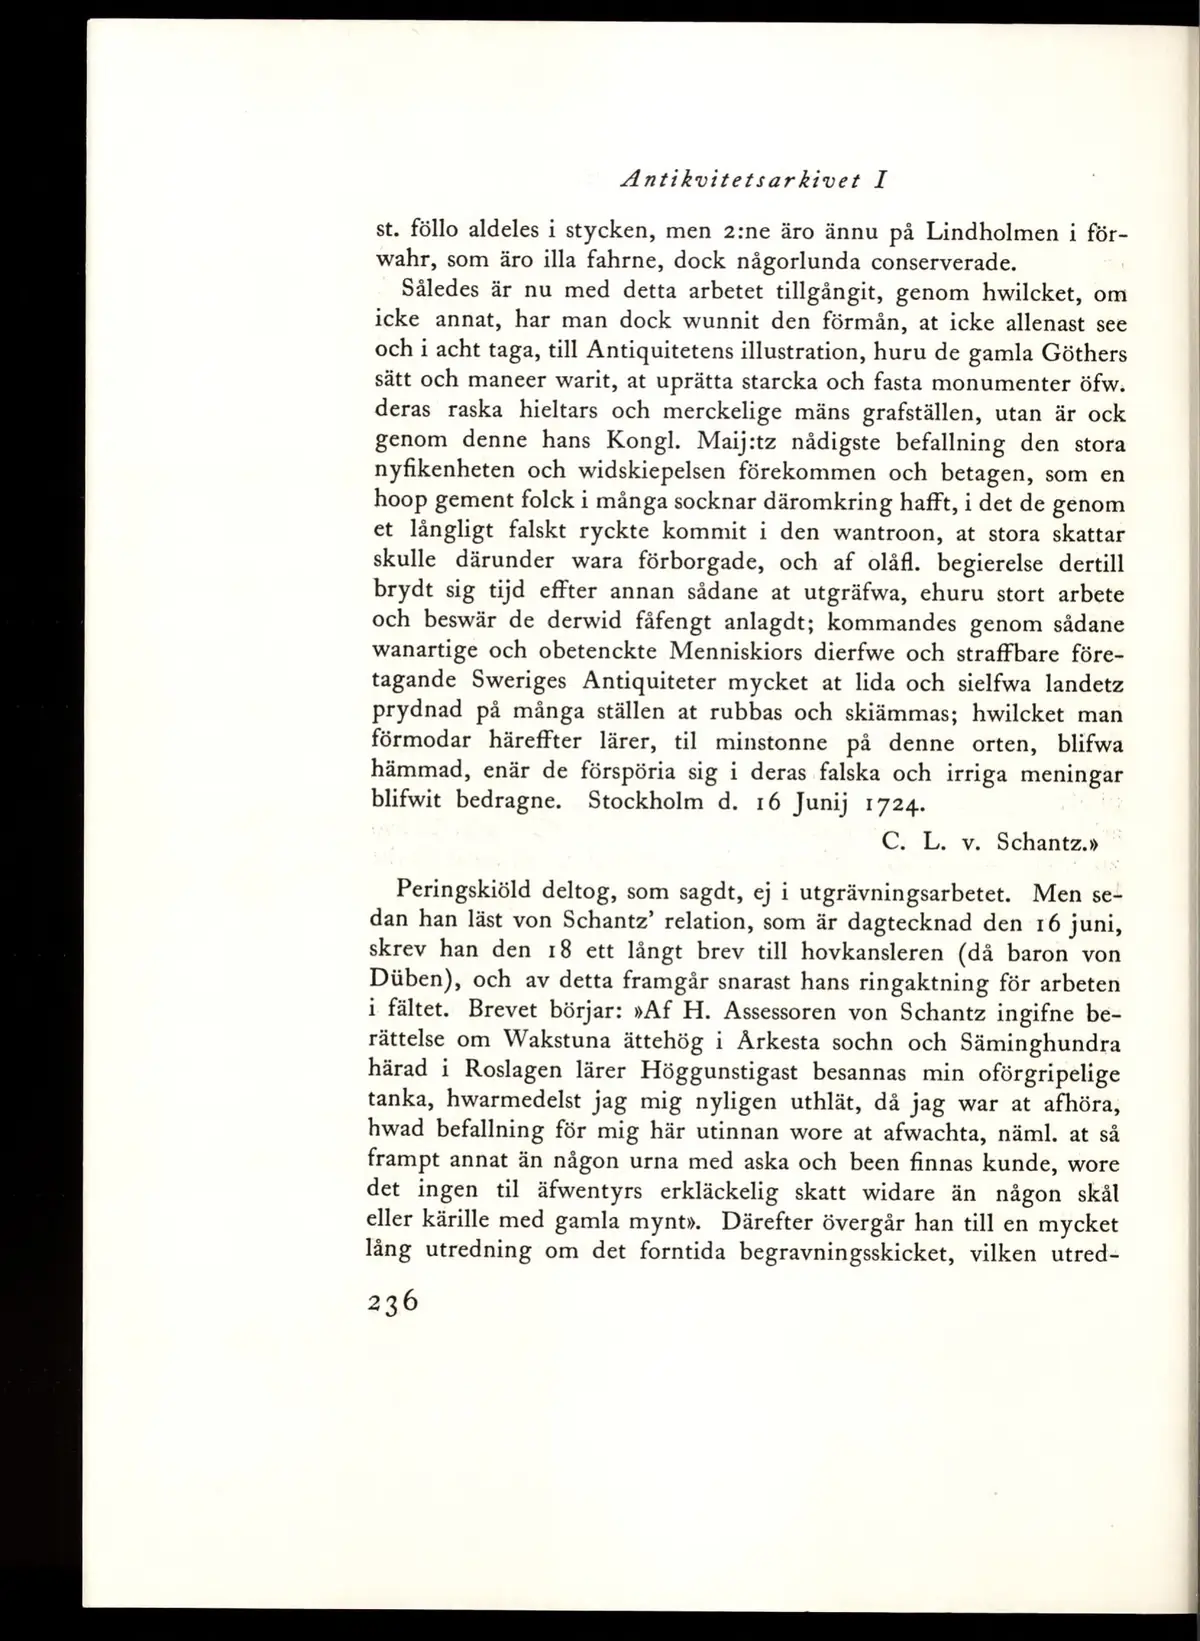 Antikvitetsarkivet I
st. föllo aldeles i stycken, men 2:ne äro ännu på Lindholmen i för-
wahr, som äro illa fahrne, dock någorlunda conserverade.
Således är nu med detta arbetet tillgångit, genom hwilcket, om
icke annat, har man dock wunnit den förmån, at icke allenast see
och i acht taga, till Antiquitetens illustration, huru de gamla Göthers
sätt och maneer warit, at uprätta starcka och fasta monumenter öfw.
deras raska hieltars och merckelige mäns grafställen, utan är ock
genom denne hans Kongl. Maij:tz nådigste befallning den stora
nyfikenheten och widskiepelsen förekommen och betagen, som en
hoop gement folck i många socknar däromkring hafft, i det de genom
et långligt falskt ryckte kommit i den wantroon, at stora skattar
skulle därunder wara förborgade, och af olåfl. begierelse dertill
brydt sig tijd effter annan sådane at utgräfwa, ehuru stort arbete
och beswär de derwid fåfengt anlagdt; kommandes genom sådane
wanartige och obetenckte Menniskiors dierfwe och straffbare före-
tagande Sweriges Antiquiteter mycket at lida och sielfwa landetz
prydnad på många ställen at rubbas och skiämmas; hwilcket man
förmodar häreffter lärer, til minstonne på denne orten, blifwa
hämmad, enär de förspöria sig i deras falska och irriga meningar
blifwit bedragne. Stockholm d. 16 Junij 1724.
C. L. v. Schantz.»
Peringskiöld deltog, som sagdt, ej i utgrävningsarbetet. Men se-
dan han läst von Schantz’ relation, som är dagtecknad den 16 juni,
skrev han den 18 ett långt brev till hovkansleren (då baron von
Düben), och av detta framgår snarast hans ringaktning för arbeten
i fältet. Brevet börjar: »Af H. Assessoren von Schantz ingifne be-
rättelse om Wakstuna ättehög i Årkesta sochn och Säminghundra
härad i Roslagen lärer Höggunstigast besannas min oförgripelige
tanka, hwarmedelst jag mig nyligen uthlät, då jag war at afhöra,
hwad befallning för mig här utinnan wore at afwachta, näml. at så
frampt annat än någon urna med aska och been finnas kunde, wore
det ingen til äfwentyrs erkläckelig skatt widare än någon skål
eller kärille med gamla mynt». Därefter övergår han till en mycket
lång utredning om det forntida begravningsskicket, vilken utred-
236